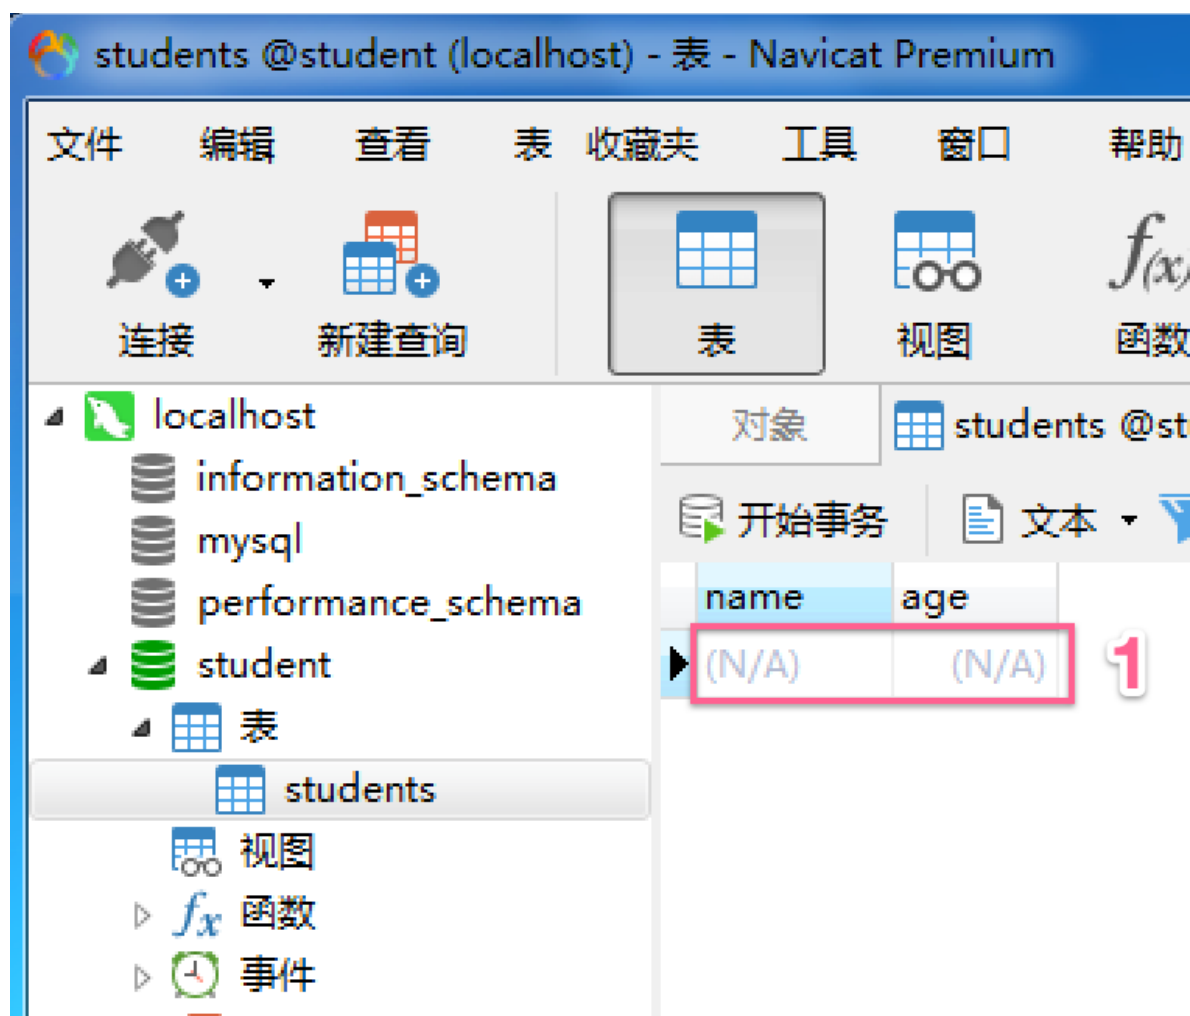 students @student (localhost) - 表 - Navicat Premium
文件 编辑 查看 表 收藏夹 工具 窗口 帮助
连接 新建查询 表 视图 f(x) 函数
localhost
information_schema
mysql
performance_schema
student
表
students
视图
fx 函数
事件
对象 students @st
开始事务 文本
name age
(N/A) (N/A) 1